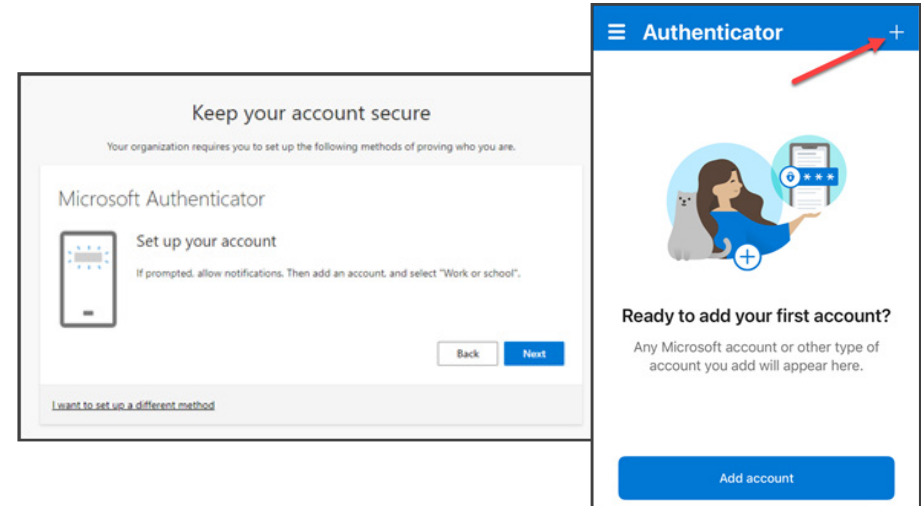 Keep your account secure
Your organization requires you to set up the following methods of proving who you are.
Microsoft Authenticator
Set up your account
If prompted, allow notifications. Then add an account, and select "Work or school".
Back
Next
I want to set up a different method
Authenticator
***
Ready to add your first account?
Any Microsoft account or other type of
account you add will appear here.
Add account